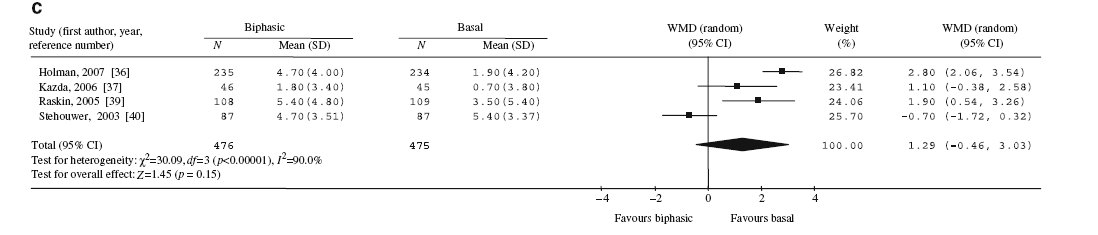 C
Study (first author, year, reference number) Biphasic Basal WMD (random) Weight WMD (random)
N Mean (SD) N Mean (SD) (95% CI) (%) (95% CI)
Holman, 2007 [36] 235 4.70(4.00) 234 1.90(4.20) 26.82 2.80 (2.06, 3.54)
Kazda, 2006 [37] 46 1.80(3.40) 45 0.70(3.80) 23.41 1.10 (-0.38, 2.58)
Raskin, 2005 [39] 108 5.40(4.80) 109 3.50(5.40) 24.06 1.90 (0.54, 3.26)
Stehouwer, 2003 [40] 87 4.70(3.51) 87 5.40(3.37) 25.70 -0.70 (-1.72, 0.32)
Total (95% CI) 476 475 100.00 1.29 (-0.46, 3.03)
Test for heterogeneity: χ²=30.09, df=3 (p<0.00001), I²=90.0%
Test for overall effect: Z=1.45 (p = 0.15)
−4 −2 0 2 4
Favours biphasic Favours basal